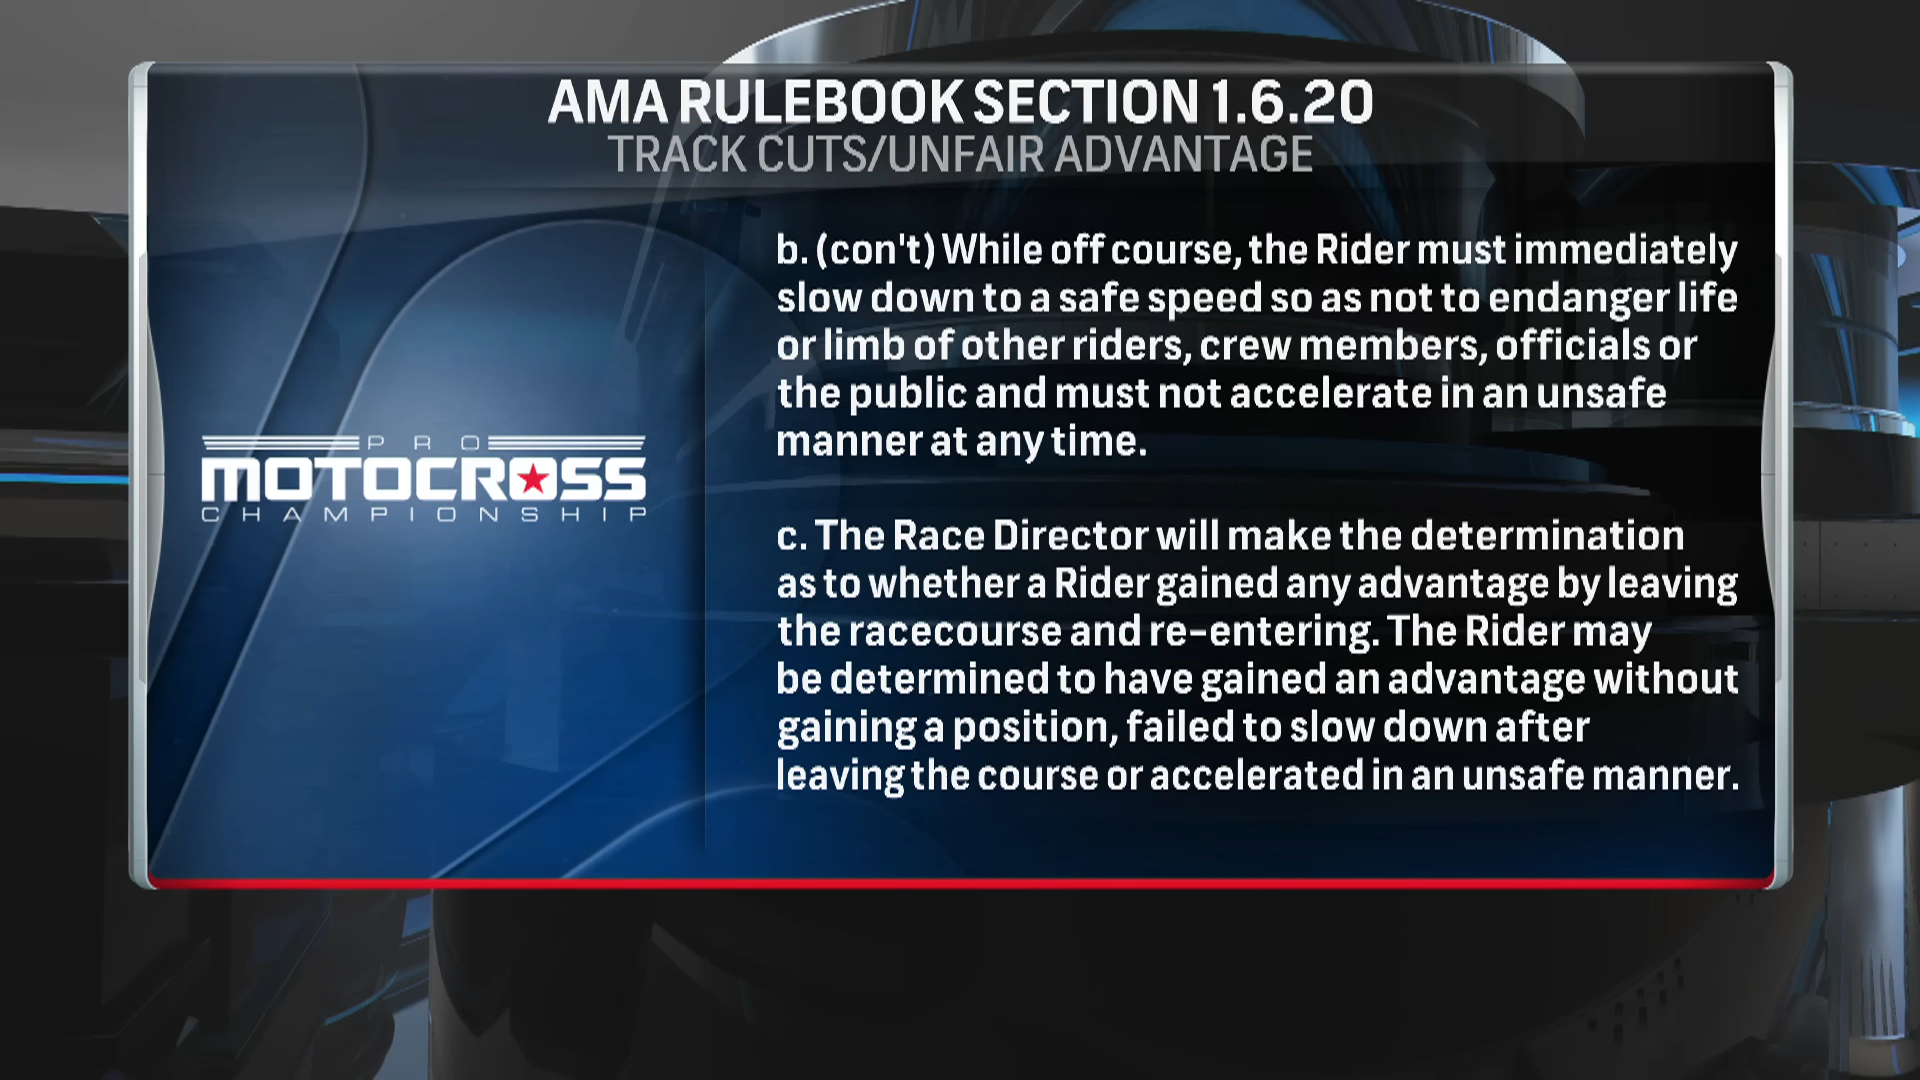 AMA RULEBOOK SECTION 1.6.20
TRACK CUTS/UNFAIR ADVANTAGE
PRO
MOTOCROSS
CHAMPIONSHIP
b. (con't) While off course, the Rider must immediately
slow down to a safe speed so as not to endanger life
or limb of other riders, crew members, officials or
the public and must not accelerate in an unsafe
manner at any time.
c. The Race Director will make the determination
as to whether a Rider gained any advantage by leaving
the racecourse and re-entering. The Rider may
be determined to have gained an advantage without
gaining a position, failed to slow down after
leaving the course or accelerated in an unsafe manner.